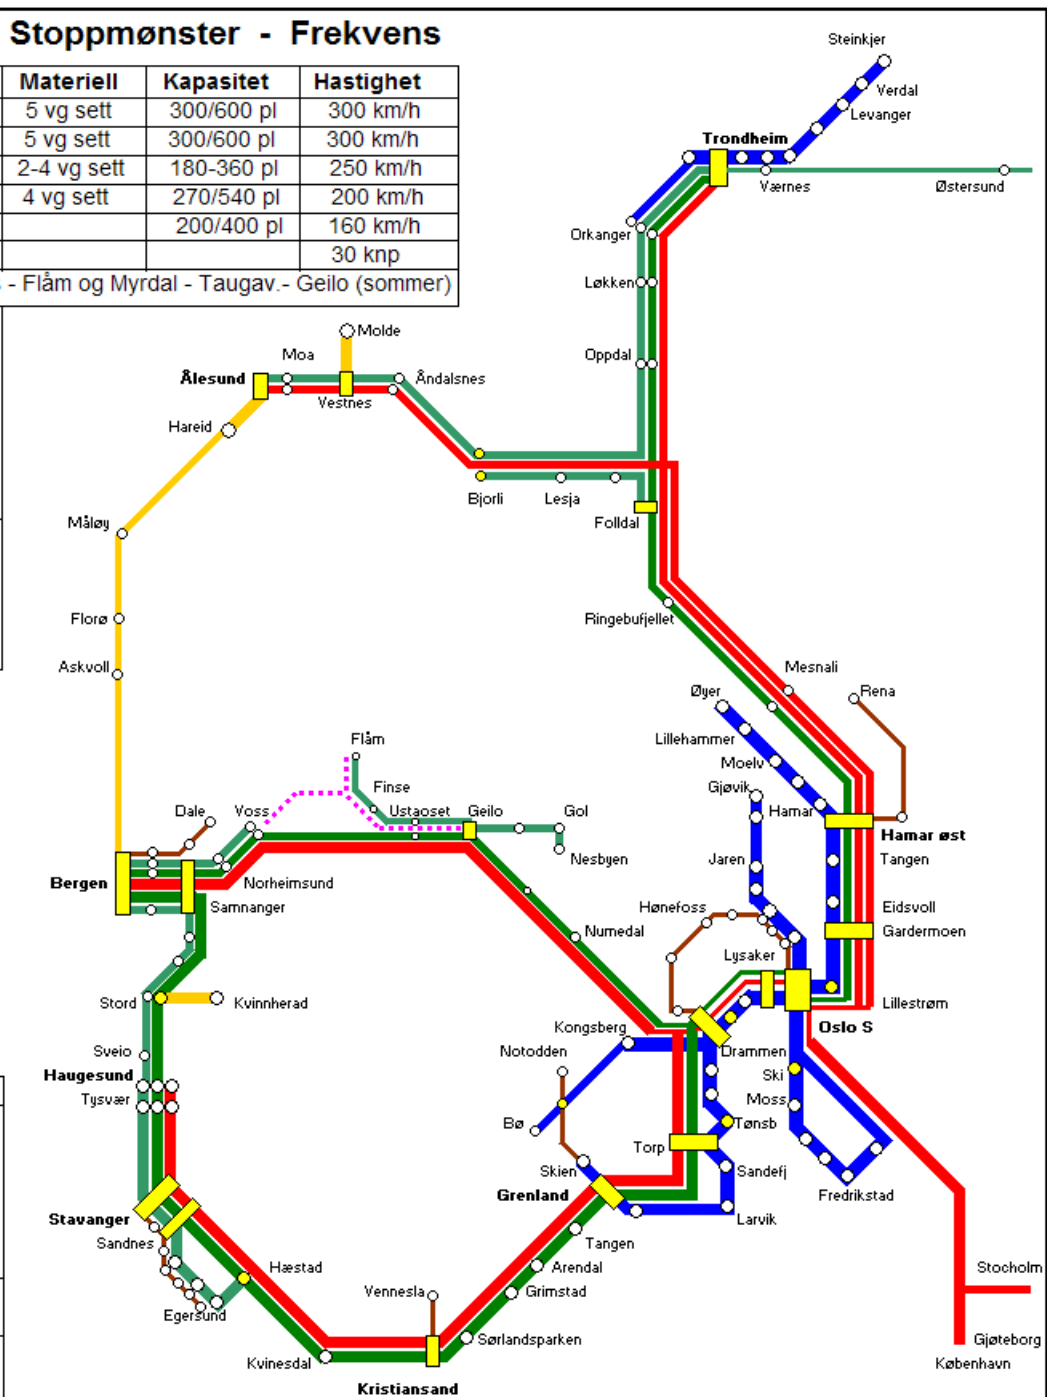 Stoppmønster - Frekvens
Materiell Kapasitet Hastighet
5 vg sett 300/600 pl 300 km/h
5 vg sett 300/600 pl 300 km/h
2-4 vg sett 180-360 pl 250 km/h
4 vg sett 270/540 pl 200 km/h
200/400 pl 160 km/h
30 knp
- Flåm og Myrdal - Taugav.- Geilo (sommer)
Steinkjer
Verdal
Levanger
Trondheim
Værnes
Østersund
Orkanger
Løkken
Oppdal
Molde
Moa
Ålesund
Åndalsnes
Vestnes
Hareid
Bjorli
Lesja
Folldal
Måløy
Florø
Askvoll
Ringebufjellet
Mesnali
Øyer
Rena
Lillehammer
Moelv
Gjøvik
Hamar
Hamar øst
Flåm
Finse
Dale
Voss
Ustaoset
Geilo
Gol
Nesbyen
Jaren
Tangen
Bergen
Norheimsund
Samnanger
Hønefoss
Numedal
Eidsvoll
Gardermoen
Lysaker
Stord
Kvinnherad
Lillestrøm
Oslo S
Kongsberg
Sveio
Notodden
Drammen
Haugesund
Ski
Tysvær
Moss
Bø
Tønsb
Torp
Skien
Sandefj
Grenland
Fredrikstad
Stavanger
Larvik
Sandnes
Tangen
Hæstad
Arendal
Stocholm
Vennesla
Grimstad
Egersund
Sørlandsparken
Gjøteborg
Kvinesdal
København
Kristiansand